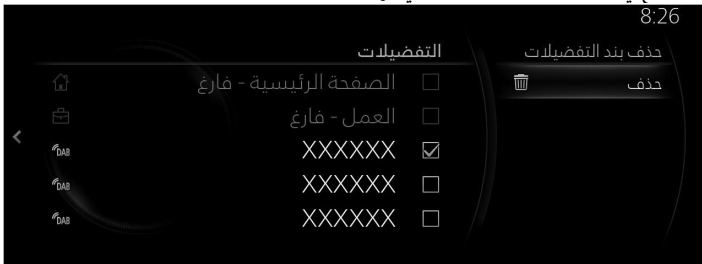 8:26
حذف بند التفضيلات
حذف
التفضيلات
الصفحة الرئيسية - فارغ
العمل - فارغ
XXXXXX
DAB
XXXXXX
DAB
XXXXXX
DAB